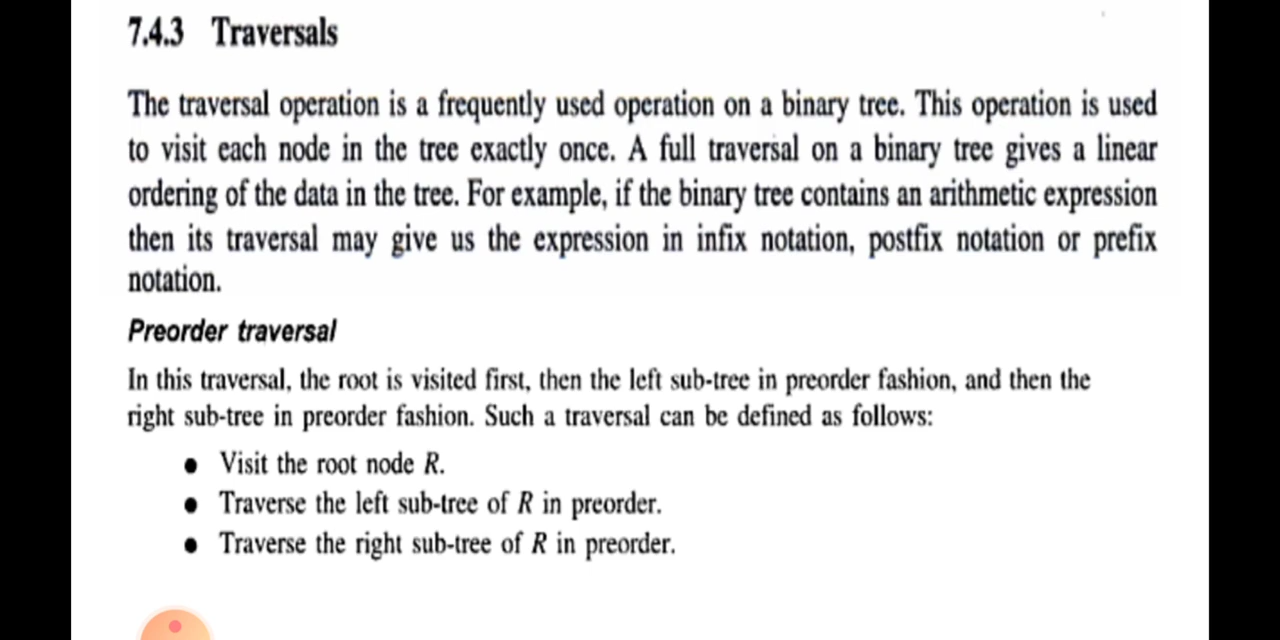 7.4.3 Traversals
The traversal operation is a frequently used operation on a binary tree. This operation is used
to visit each node in the tree exactly once. A full traversal on a binary tree gives a linear
ordering of the data in the tree. For example, if the binary tree contains an arithmetic expression
then its traversal may give us the expression in infix notation, postfix notation or prefix
notation.
Preorder traversal
In this traversal, the root is visited first, then the left sub-tree in preorder fashion, and then the
right sub-tree in preorder fashion. Such a traversal can be defined as follows:
● Visit the root node R.
● Traverse the left sub-tree of R in preorder.
● Traverse the right sub-tree of R in preorder.